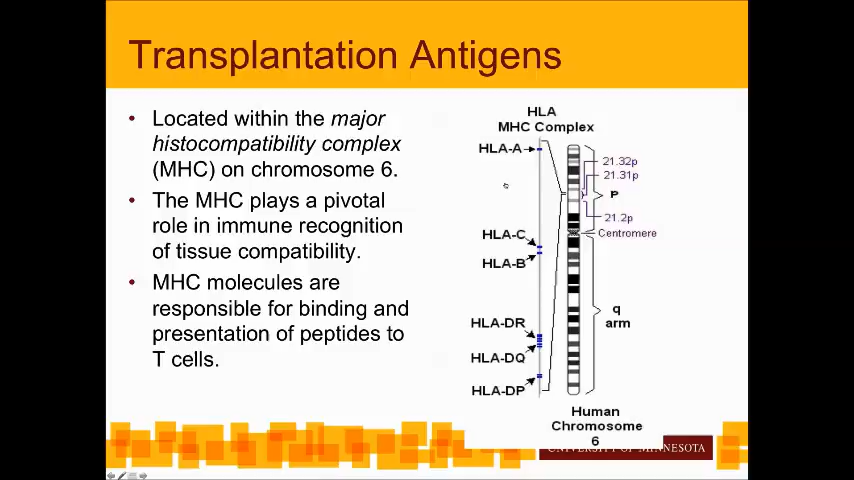 Transplantation Antigens
• Located within the major
histocompatibility complex
(MHC) on chromosome 6.
• The MHC plays a pivotal
role in immune recognition
of tissue compatibility.
• MHC molecules are
responsible for binding and
presentation of peptides to
T cells.
HLA
MHC Complex
HLA-A
HLA-C
HLA-B
HLA-DR
HLA-DQ
HLA-DP
21.32p
21.31p
P
21.2p
Centromere
q
arm
Human
Chromosome
6
UNIVERSITY OF MINNESOTA